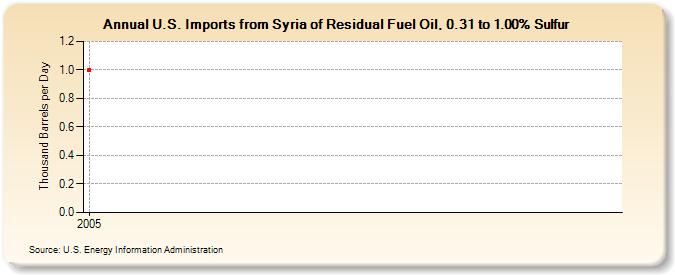 Annual U.S. Imports from Syria of Residual Fuel Oil, 0.31 to 1.00% Sulfur
Thousand Barrels per Day
1.2
1.0
0.8
0.6
0.4
0.2
0.0
2005
Source: U.S. Energy Information Administration